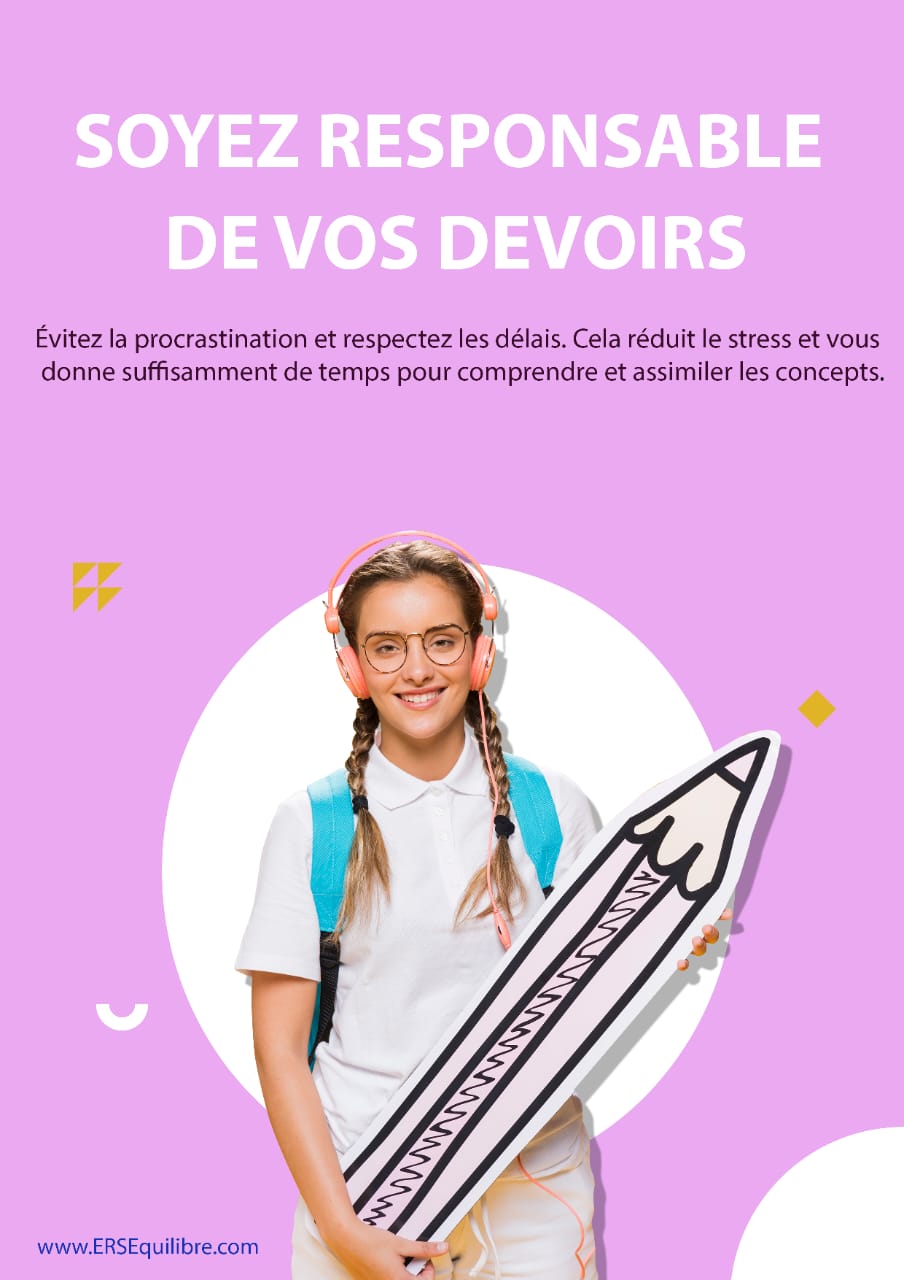 SOYEZ RESPONSABLE
DE VOS DEVOIRS
Évitez la procrastination et respectez les délais. Cela réduit le stress et vous
donne suffisamment de temps pour comprendre et assimiler les concepts.
www.ERSEquilibre.com